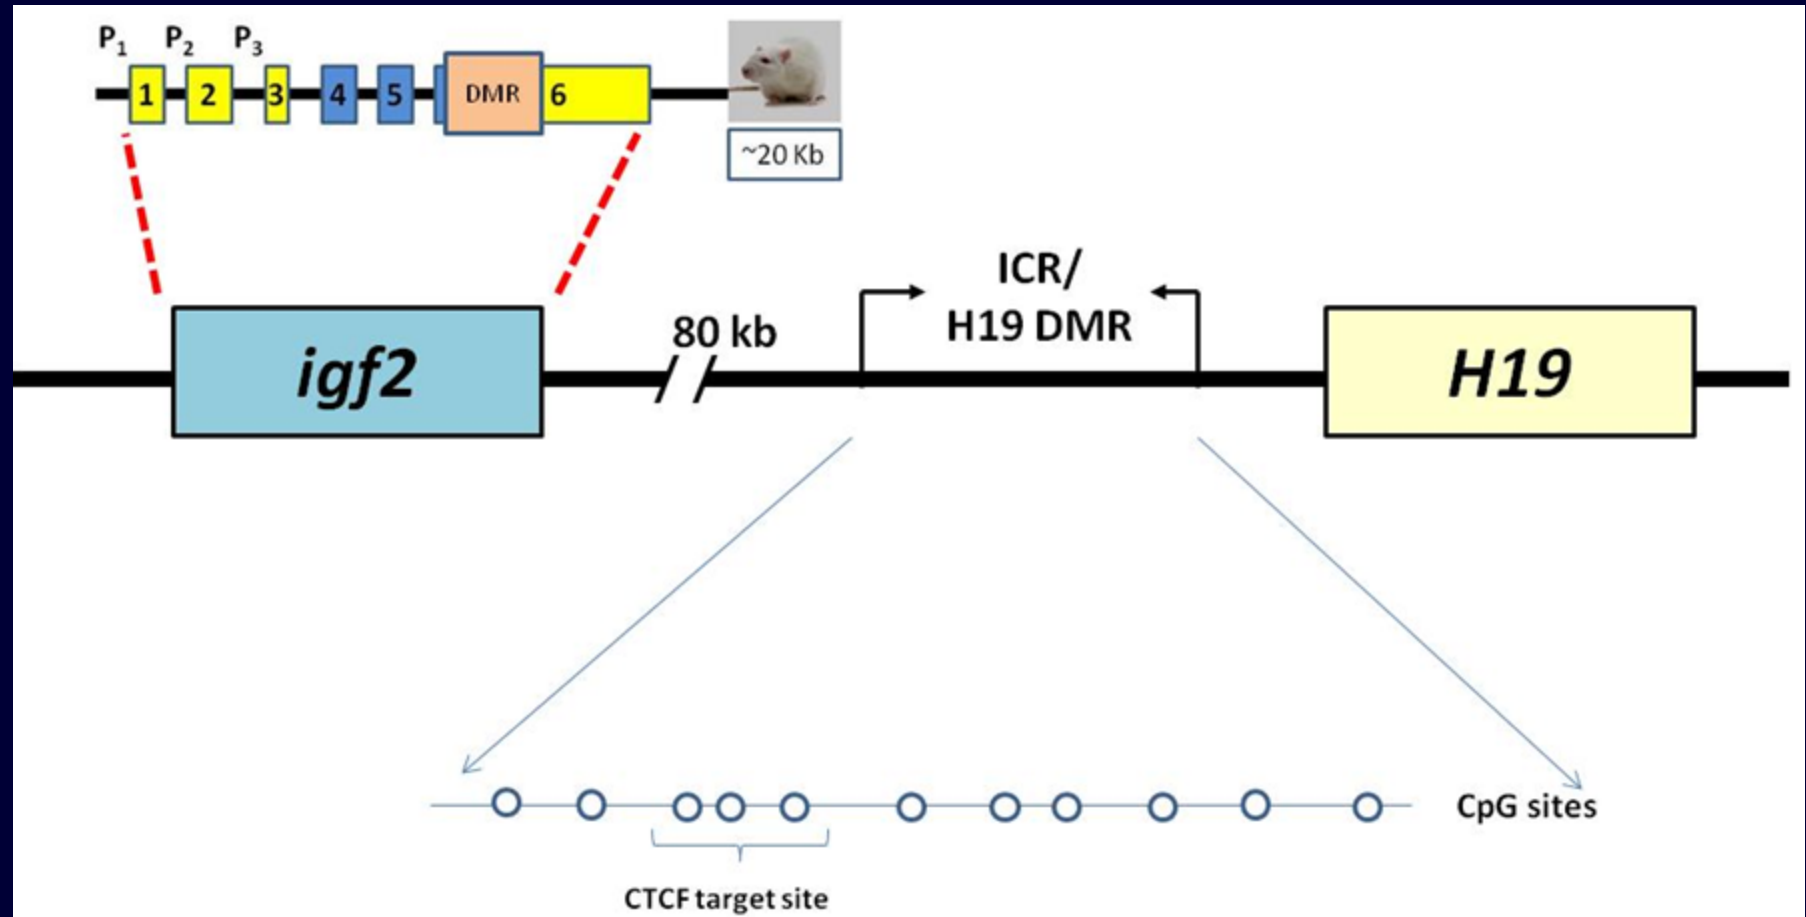 P1 P2 P3
1 2 3 4 5 DMR 6
~20 Kb
igf2
80 kb
ICR/
H19 DMR
H19
CpG sites
CTCF target site